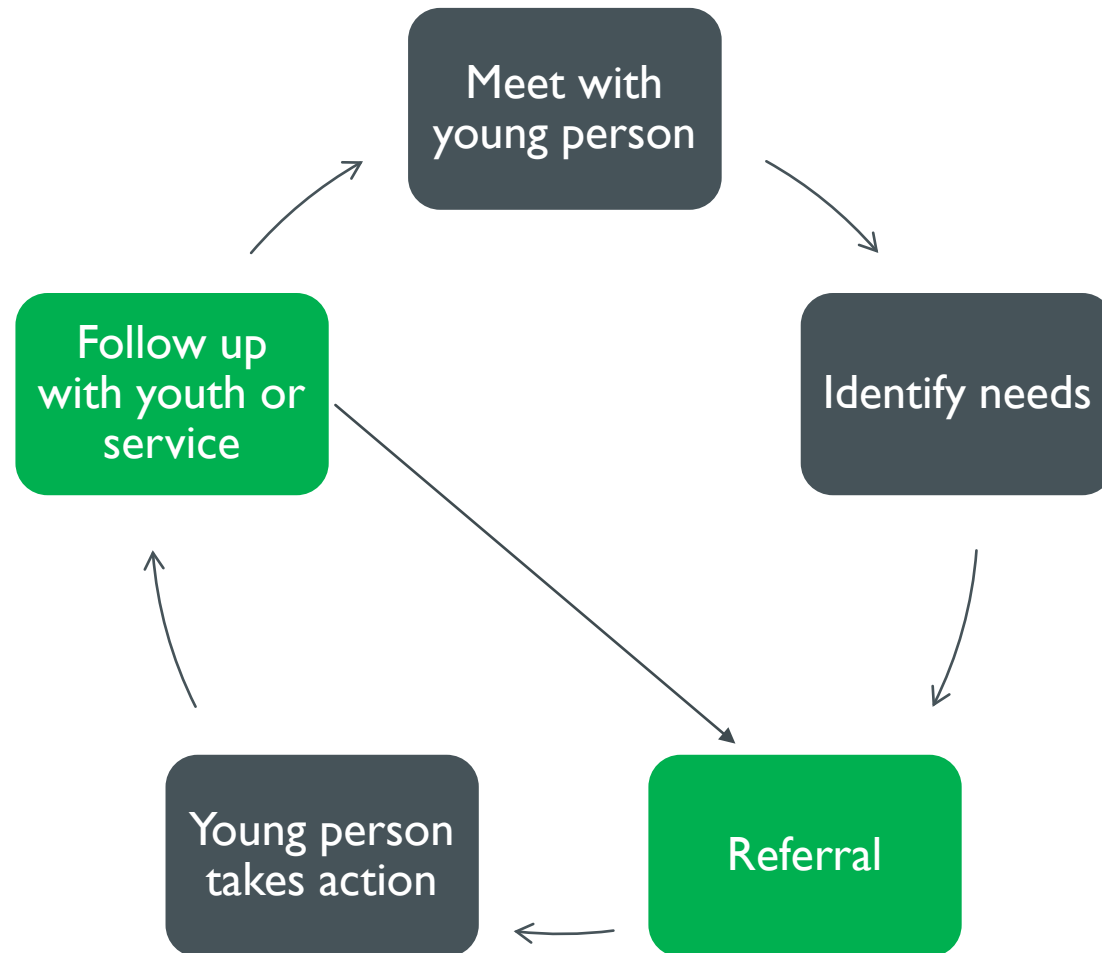 Meet with
young person
Identify needs
Referral
Young person
takes action
Follow up
with youth or
service